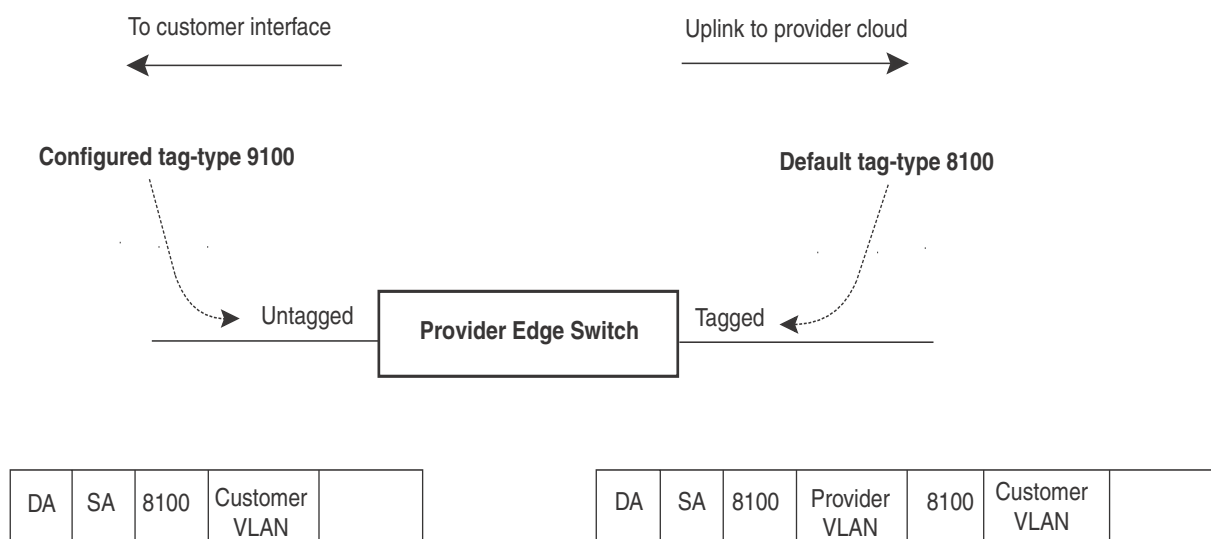 To customer interface
Uplink to provider cloud
Configured tag-type 9100
Default tag-type 8100
Untagged
Provider Edge Switch
Tagged
DA SA 8100 Customer VLAN
DA SA 8100 Provider VLAN 8100 Customer VLAN